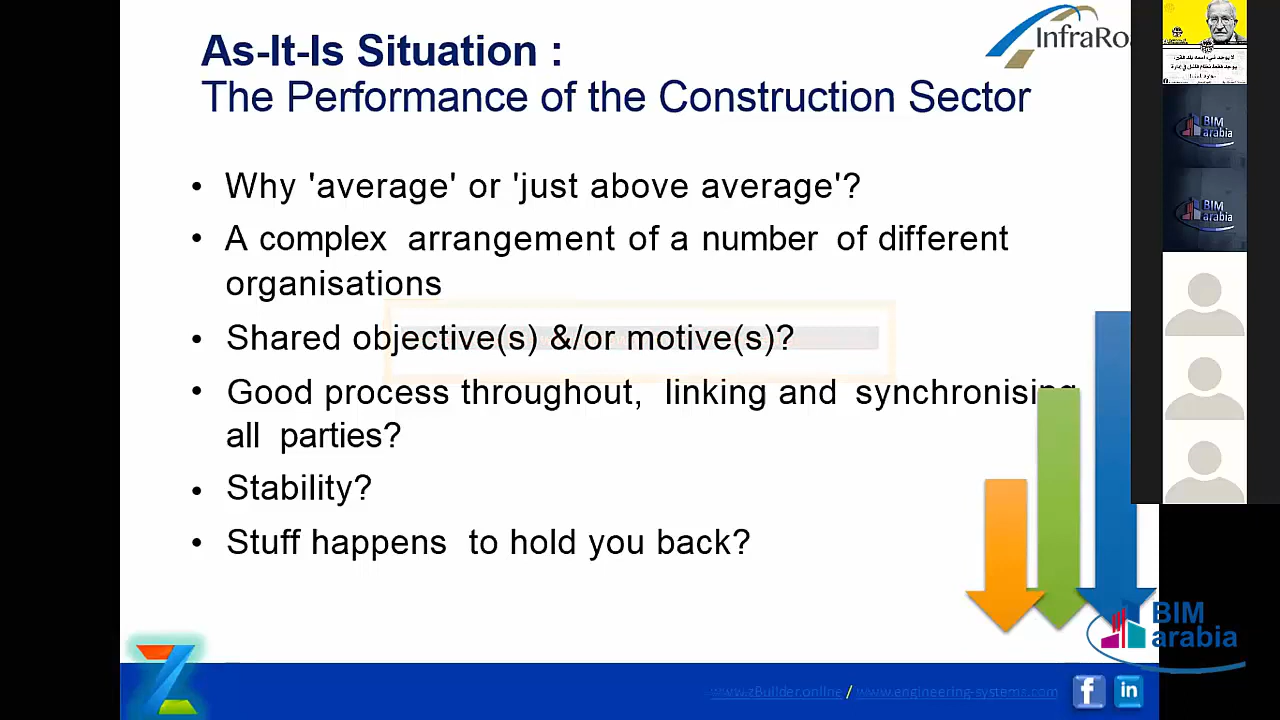 As-It-Is Situation :
The Performance of the Construction Sector
InfraRo
• Why 'average' or 'just above average'?
• A complex arrangement of a number of different
organisations
• Shared objective(s) &/or motive(s)?
• Good process throughout, linking and synchronising
all parties?
• Stability?
• Stuff happens to hold you back?
www.zBuilder.online / www.engineering-systems.com
f in
BIM
arabia
BIM
arabia
BIM
arabia